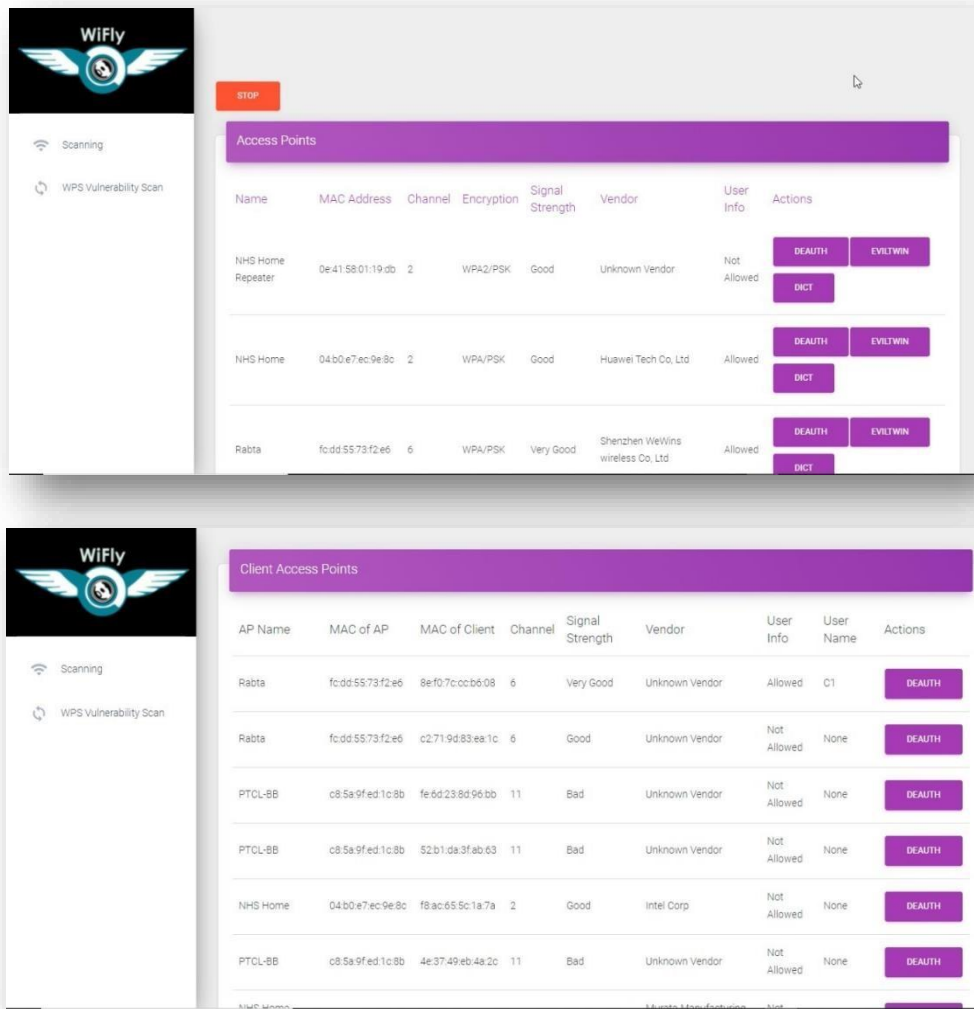 WiFly
Scanning
WPS Vulnerability Scan
STOP
Access Points
Name MAC Address Channel Encryption Signal Strength Vendor User Info Actions
NHS Home Repeater 0e:41:58:01:19:db 2 WPA2/PSK Good Unknown Vendor Not Allowed DEAUTH EVILTWIN DICT
NHS Home 04:b0:e7:ec:9e:8c 2 WPA/PSK Good Huawei Tech Co, Ltd Allowed DEAUTH EVILTWIN DICT
Rabta fc:dd:55:73:f2:e6 6 WPA/PSK Very Good Shenzhen WeWins wireless Co, Ltd Allowed DEAUTH EVILTWIN DICT
WiFly
Scanning
WPS Vulnerability Scan
Client Access Points
AP Name MAC of AP MAC of Client Channel Signal Strength Vendor User Info User Name Actions
Rabta fc:dd:55:73:f2:e6 8e:f0:7c:cc:b6:08 6 Very Good Unknown Vendor Allowed C1 DEAUTH
Rabta fc:dd:55:73:f2:e6 c2:71:9d:83:ea:1c 6 Good Unknown Vendor Not Allowed None DEAUTH
PTCL-BB c8:5a:9f:ed:1c:8b fe:6d:23:8d:96:bb 11 Bad Unknown Vendor Not Allowed None DEAUTH
PTCL-BB c8:5a:9f:ed:1c:8b 52:b1:da:3f:ab:63 11 Bad Unknown Vendor Not Allowed None DEAUTH
NHS Home 04:b0:e7:ec:9e:8c f8:ac:65:5c:1a:7a 2 Good Intel Corp Not Allowed None DEAUTH
PTCL-BB c8:5a:9f:ed:1c:8b 4e:37:49:eb:4a:2c 11 Bad Unknown Vendor Not Allowed None DEAUTH
NHS Home Murata Manufacturing Not